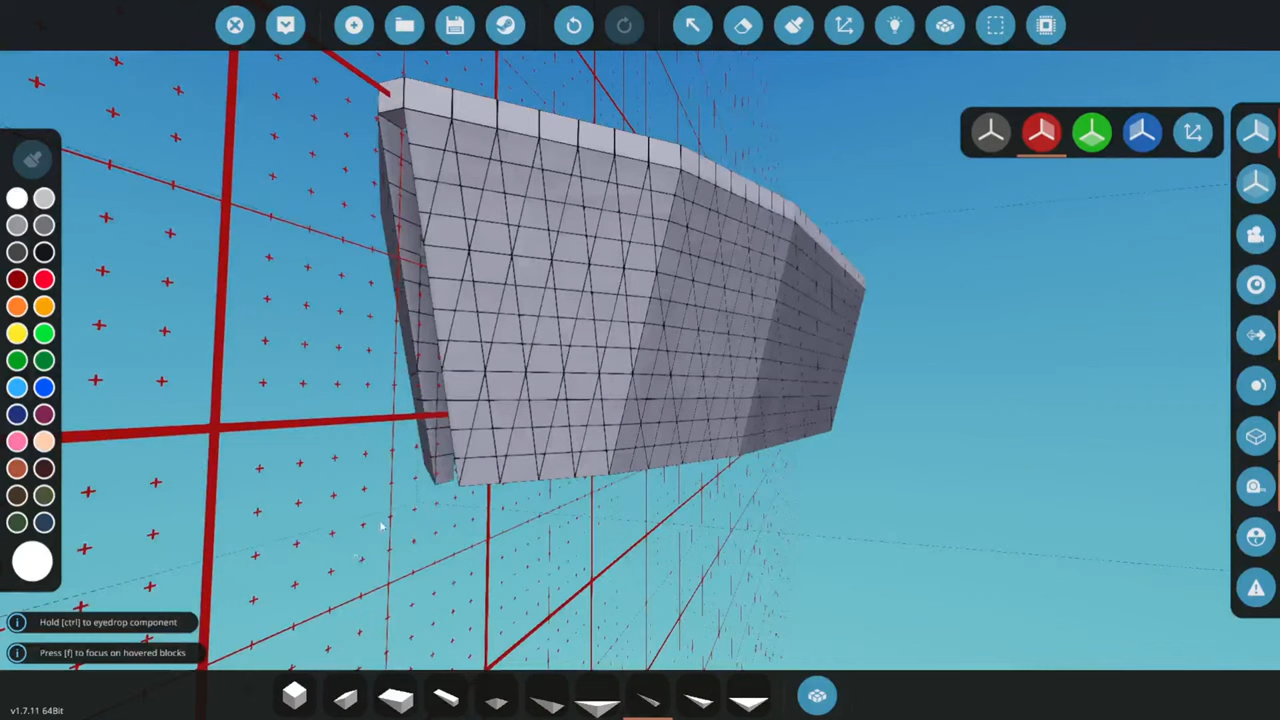 Hold [ctrl] to eyedrop component
Press [f] to focus on hovered blocks
v1.7.11 64Bit